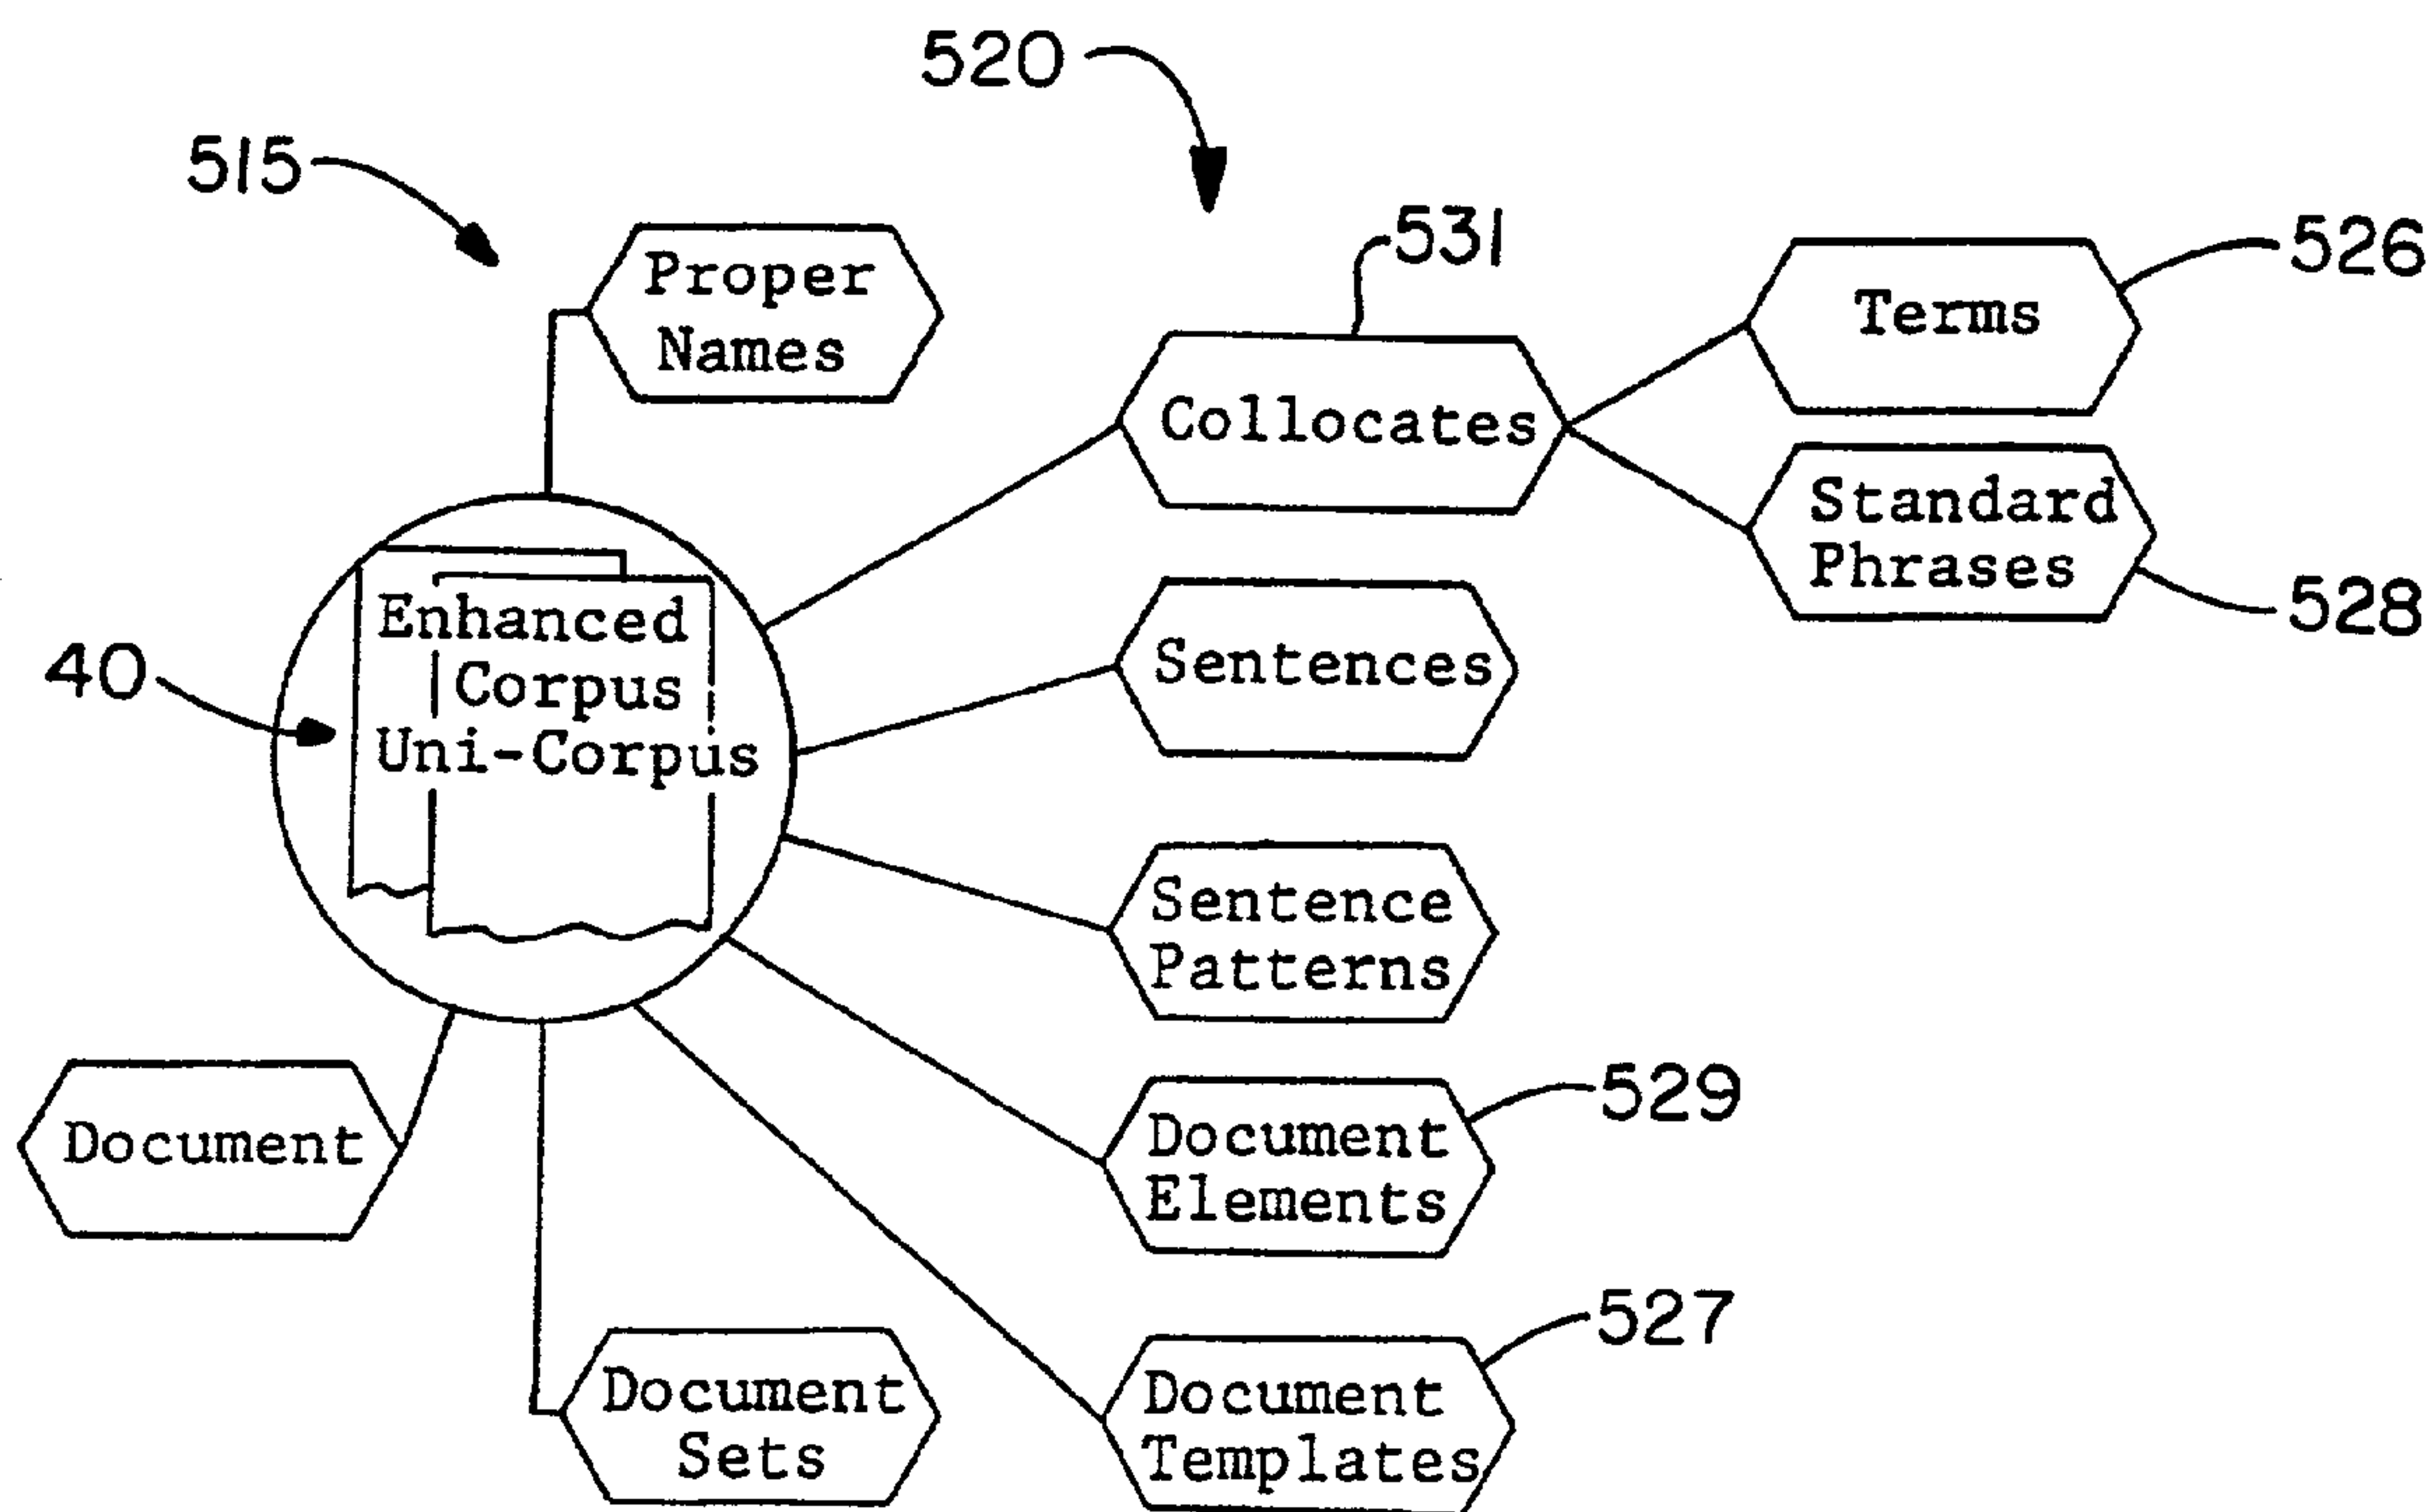 520
515
531
526
Proper
Names
Terms
Collocates
Standard
Phrases
528
40
Enhanced
Corpus
Uni-Corpus
Sentences
Sentence
Patterns
529
Document
Document
Elements
527
Document
Sets
Document
Templates